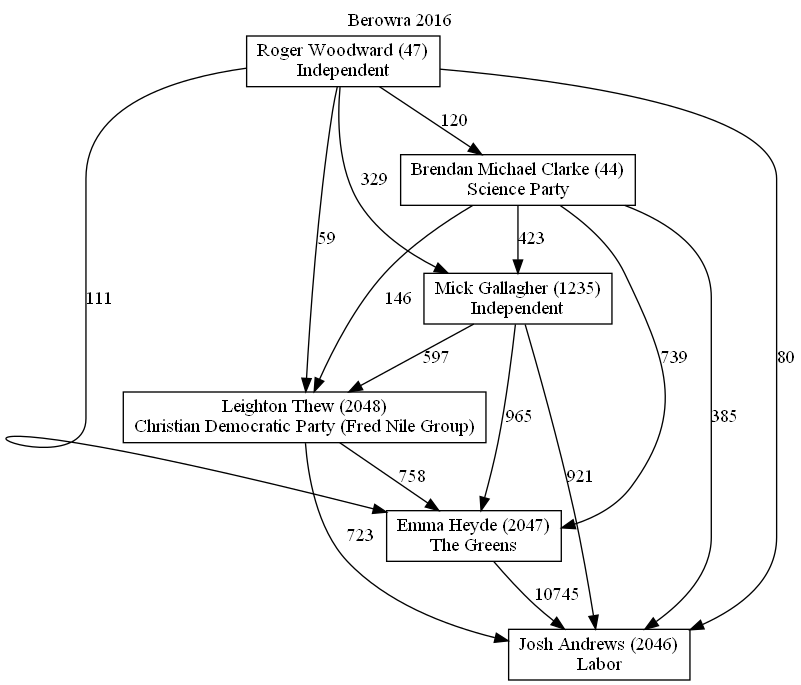 Berowra 2016
Roger Woodward (47)
Independent
120
Brendan Michael Clarke (44)
Science Party
329
59
423
Mick Gallagher (1235)
Independent
111
146
597
739
80
Leighton Thew (2048)
Christian Democratic Party (Fred Nile Group)
965
385
758
921
Emma Heyde (2047)
The Greens
723
10745
Josh Andrews (2046)
Labor